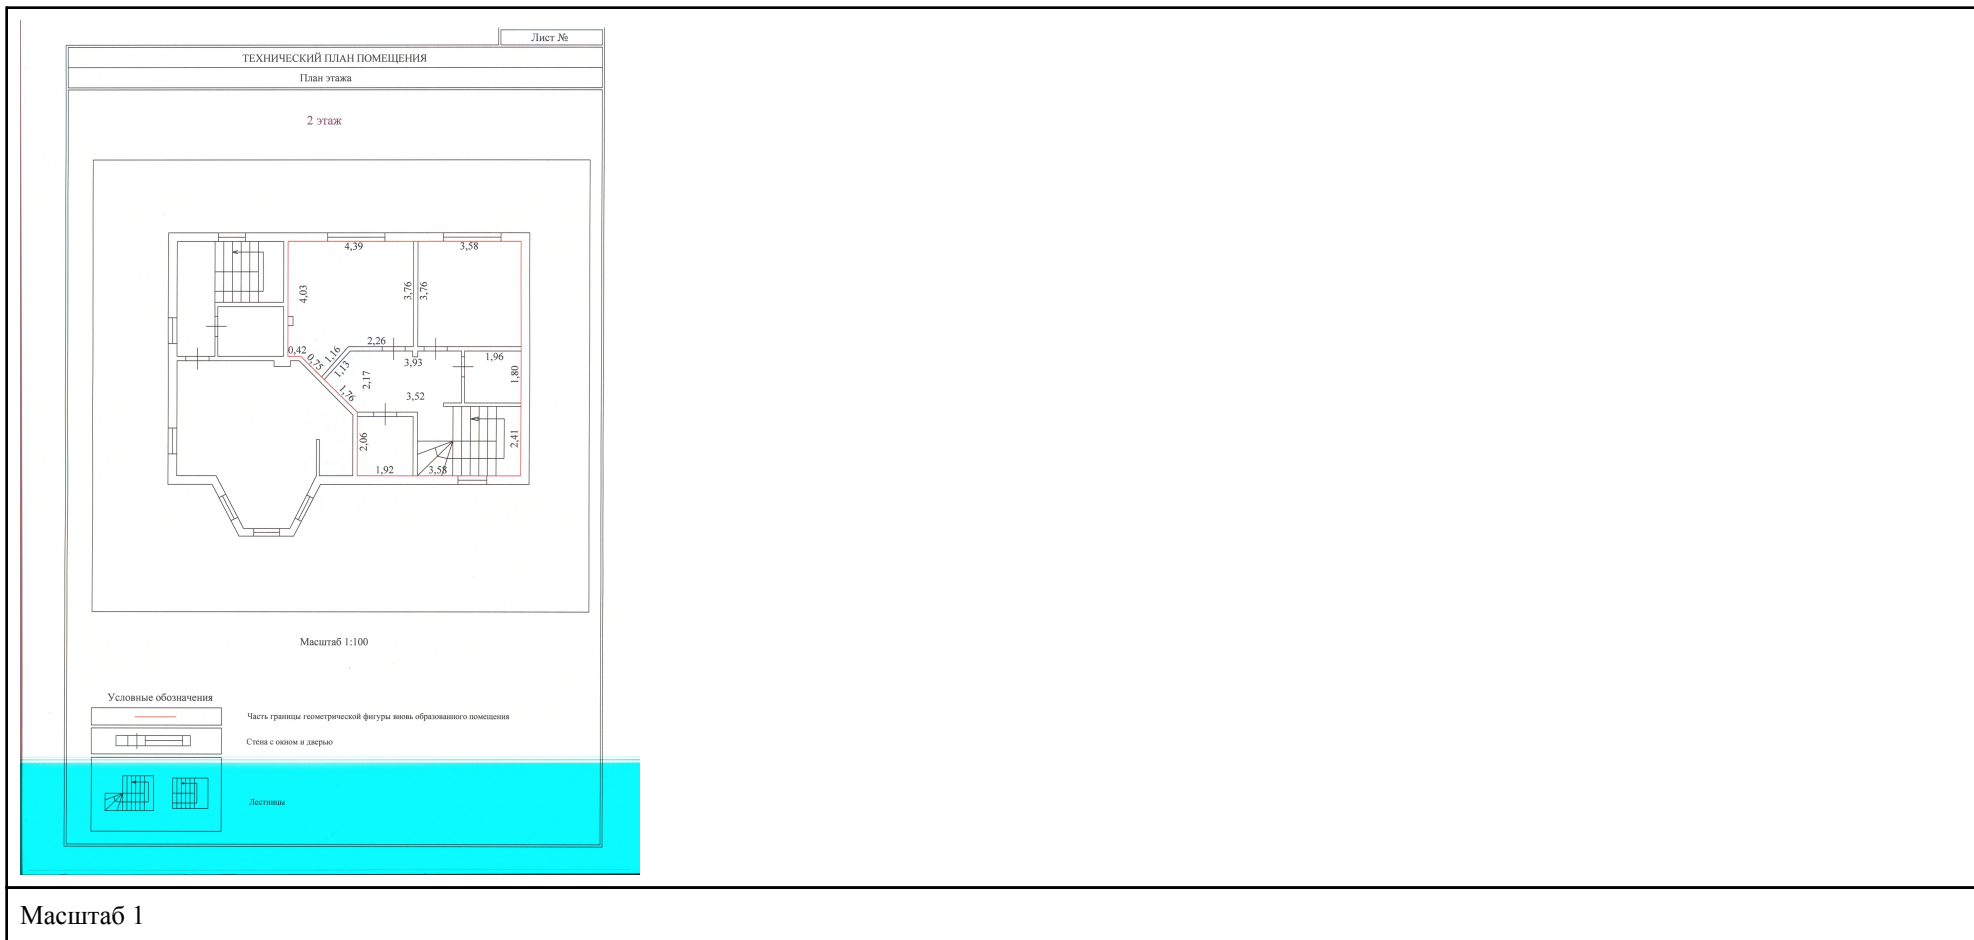 Лист №
ТЕХНИЧЕСКИЙ ПЛАН ПОМЕЩЕНИЯ
План этажа
2 этаж
4,39
3,58
4,03
3,76
3,76
0,42
0,75
1,16
1,13
2,26
3,93
1,96
1,80
2,17
1,76
3,52
2,06
2,41
1,92
3,58
Масштаб 1:100
Условные обозначения
Часть границы геометрической фигуры вновь образованного помещения
Стена с окном и дверью
Лестницы
Масштаб 1